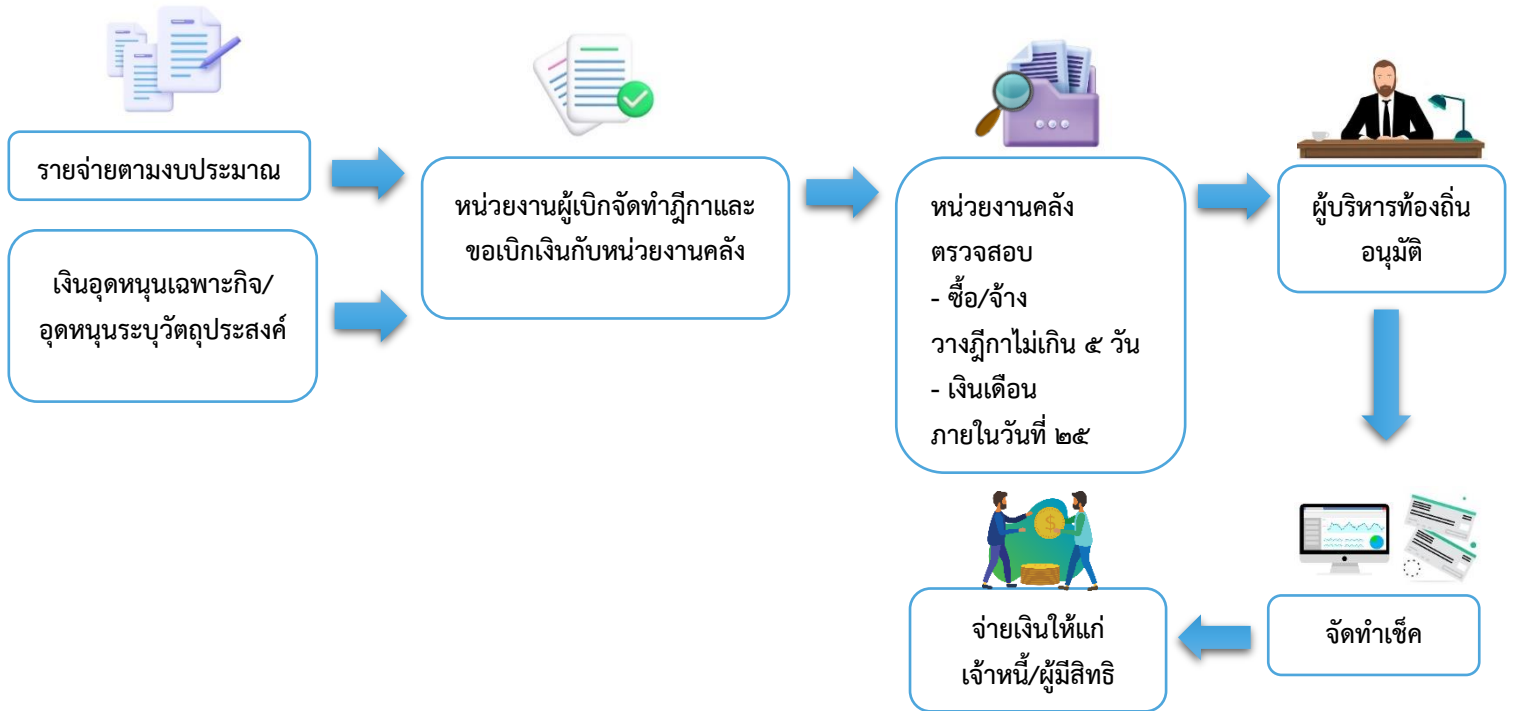 รายจ่ายตามงบประมาณ
เงินอุดหนุนเฉพาะกิจ/
อุดหนุนระบุวัตถุประสงค์
หน่วยงานผู้เบิกจัดทำฎีกาและ
ขอเบิกเงินกับหน่วยงานคลัง
หน่วยงานคลัง
ตรวจสอบ
- ซื้อ/จ้าง
วางฎีกาไม่เกิน ๕ วัน
- เงินเดือน
ภายในวันที่ ๒๕
ผู้บริหารท้องถิ่น
อนุมัติ
จัดทำเช็ค
จ่ายเงินให้แก่
เจ้าหนี้/ผู้มีสิทธิ